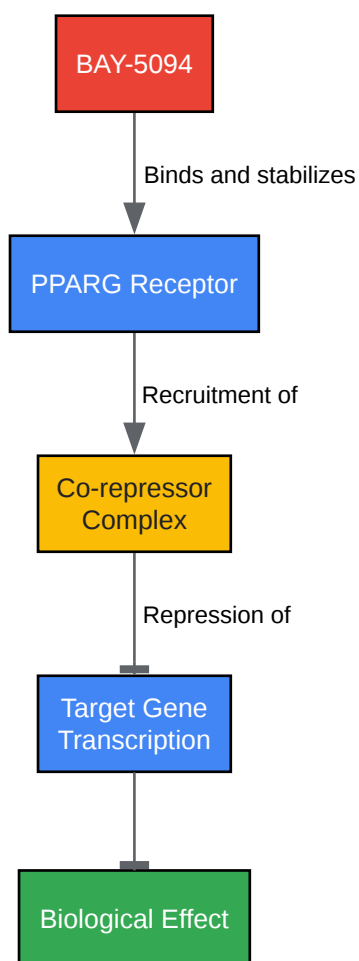 BAY-5094
Binds and stabilizes
PPARG Receptor
Recruitment of
Co-repressor
Complex
Repression of
Target Gene
Transcription
Biological Effect